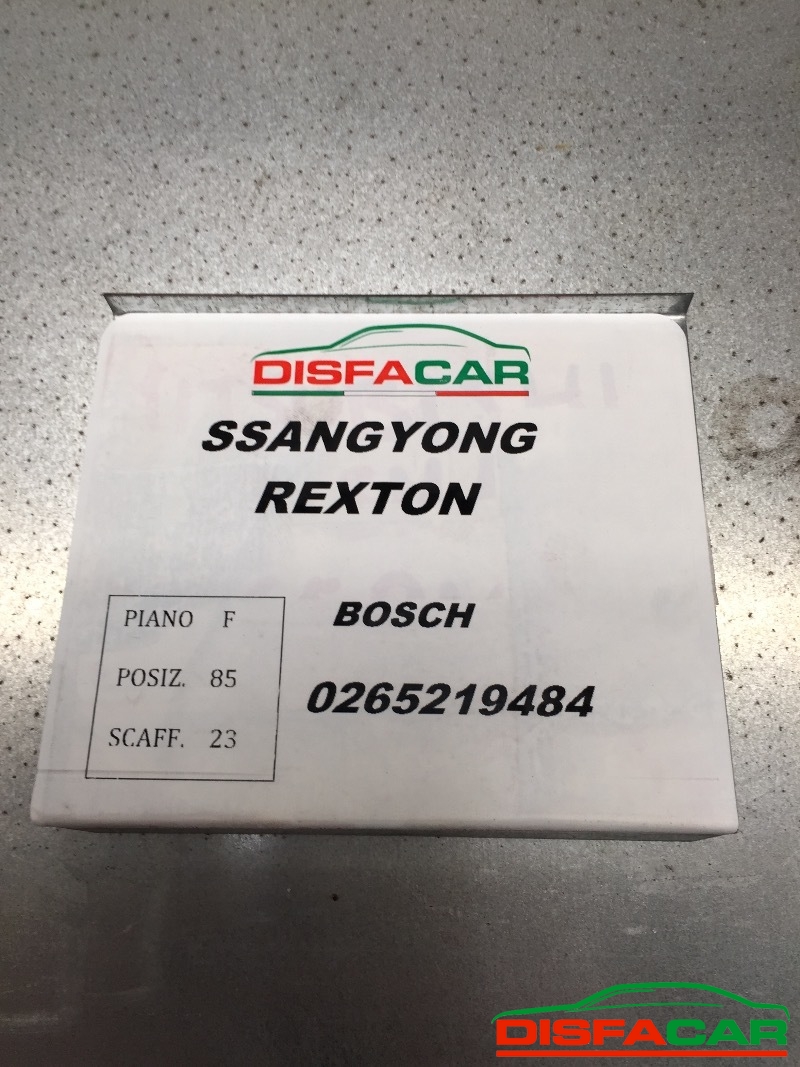 DISFACAR
SSANGYONG
REXTON
BOSCH
0265219484
PIANO F
POSIZ. 85
SCAFF. 23
DISFACAR